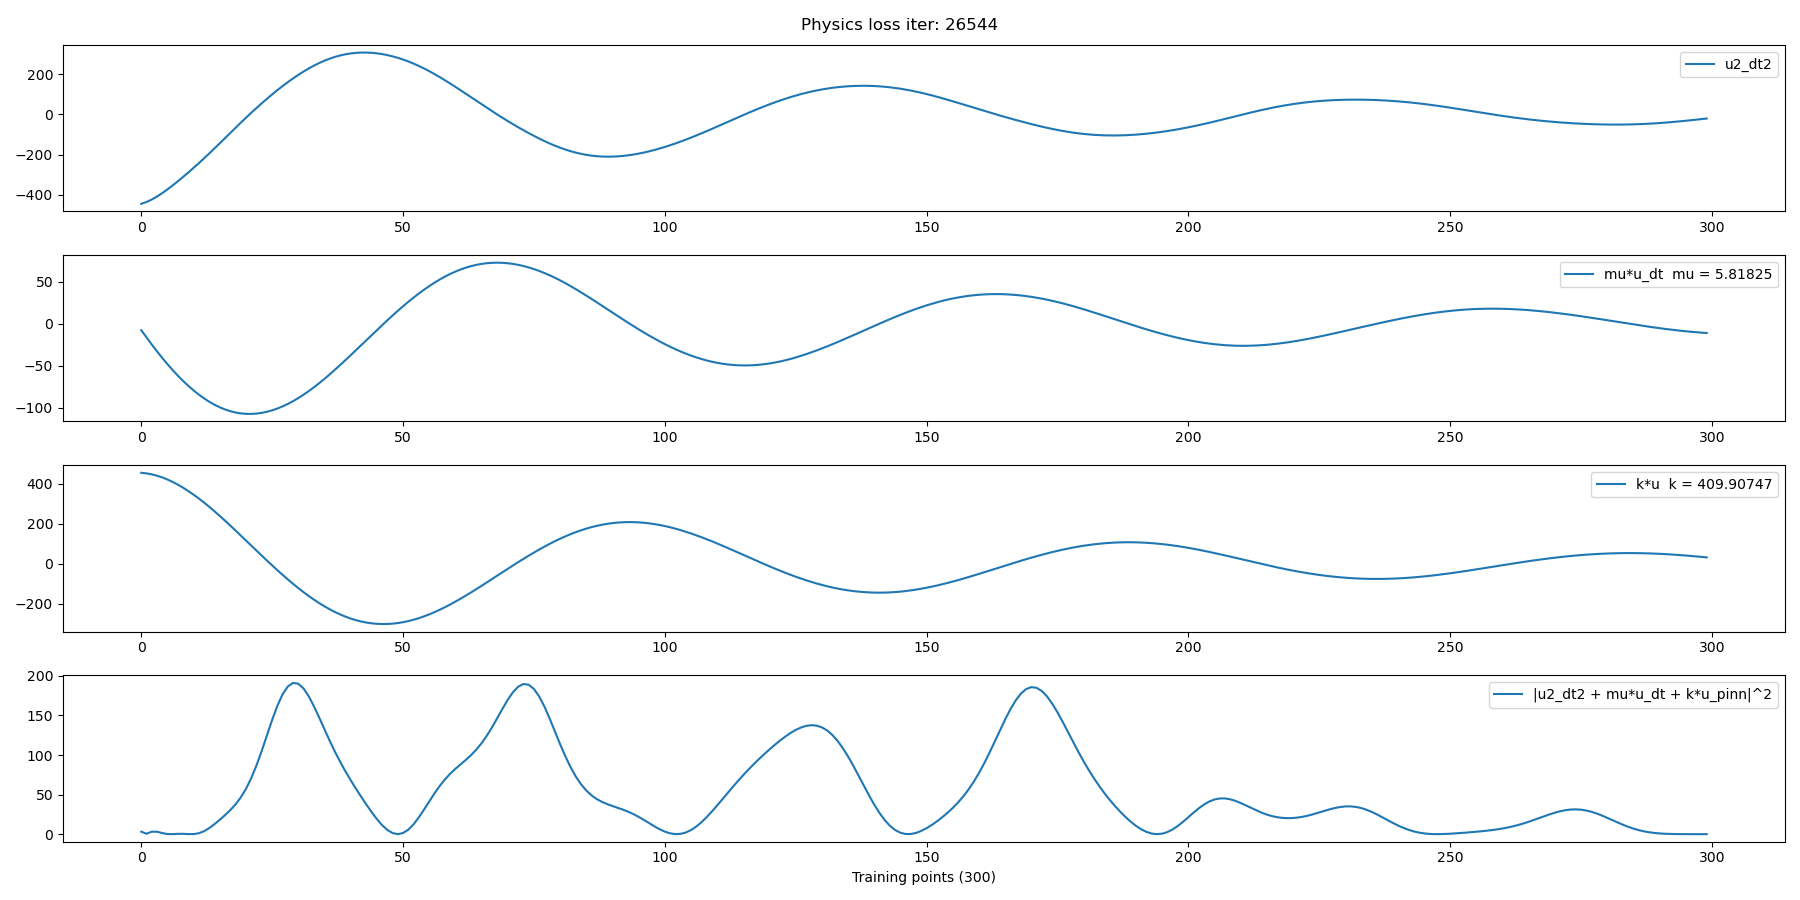 Physics loss iter: 26544
u2_dt2
200
0
−200
−400
0 50 100 150 200 250 300
mu*u_dt mu = 5.81825
50
0
−50
−100
0 50 100 150 200 250 300
k*u k = 409.90747
400
200
0
−200
0 50 100 150 200 250 300
|u2_dt2 + mu*u_dt + k*u_pinn|^2
200
150
100
50
0
0 50 100 150 200 250 300
Training points (300)